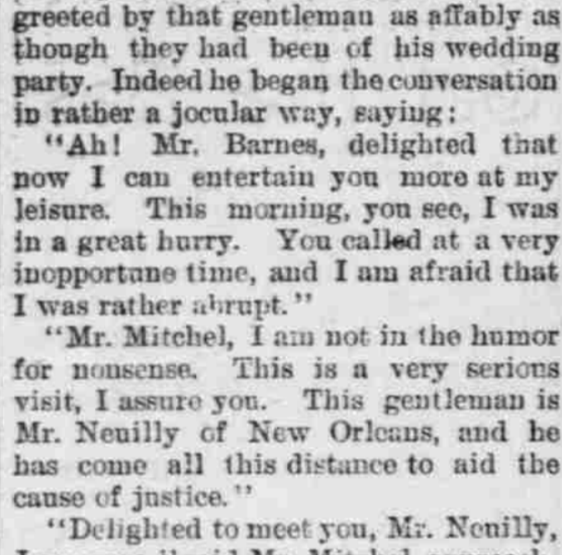 greeted by that gentleman as affably as
though they had been of his wedding
party. Indeed he began the conversation
in rather a jocular way, saying:
"Ah! Mr. Barnes, delighted that
now I can entertain you more at my
leisure. This morning, you see, I was
in a great hurry. You called at a very
inopportune time, and I am afraid that
I was rather abrupt."
"Mr. Mitchel, I am not in the humor
for nonsense. This is a very serious
visit, I assure you. This gentleman is
Mr. Neuilly of New Orleans, and he
has come all this distance to aid the
cause of justice."
"Delighted to meet you, Mr. Neuilly,